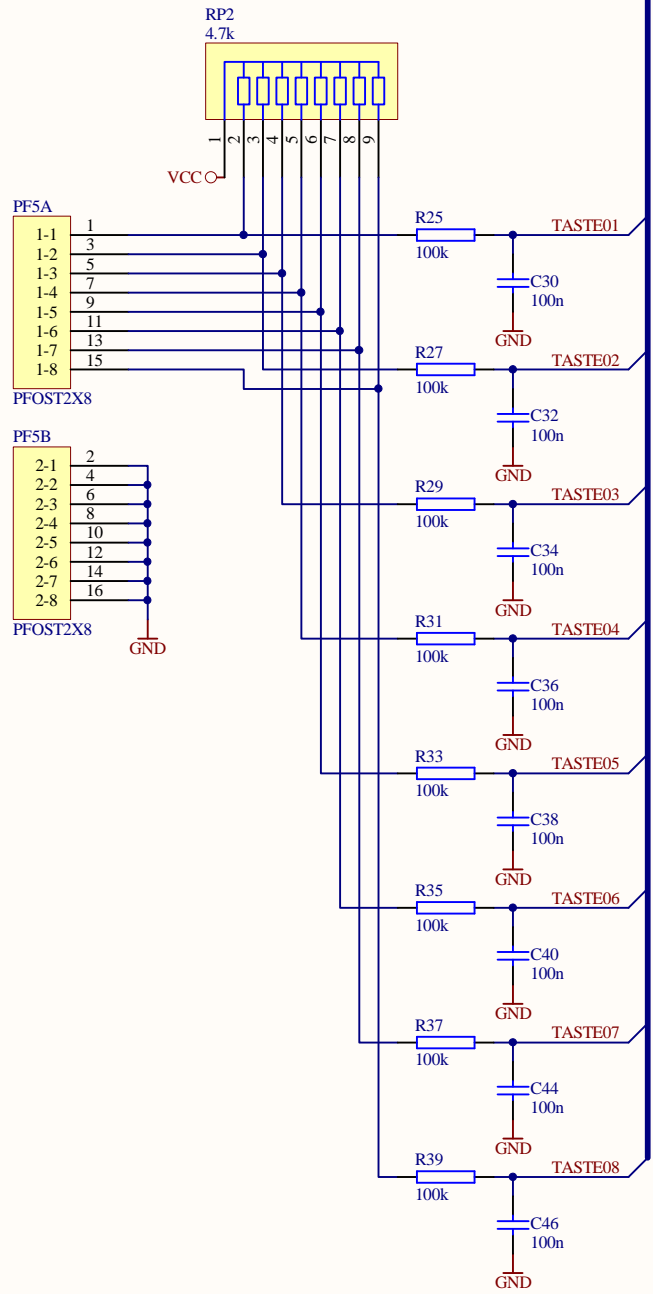 RP2
4.7k
1
2
3
4
5
6
7
8
9
VCC
PF5A
1-1 1
1-2 3
1-3 5
1-4 7
1-5 9
1-6 11
1-7 13
1-8 15
PFOST2X8
PF5B
2-1 2
2-2 4
2-3 6
2-4 8
2-5 10
2-6 12
2-7 14
2-8 16
PFOST2X8
GND
R25
100k
TASTE01
C30
100n
GND
R27
100k
TASTE02
C32
100n
GND
R29
100k
TASTE03
C34
100n
GND
R31
100k
TASTE04
C36
100n
GND
R33
100k
TASTE05
C38
100n
GND
R35
100k
TASTE06
C40
100n
GND
R37
100k
TASTE07
C44
100n
GND
R39
100k
TASTE08
C46
100n
GND